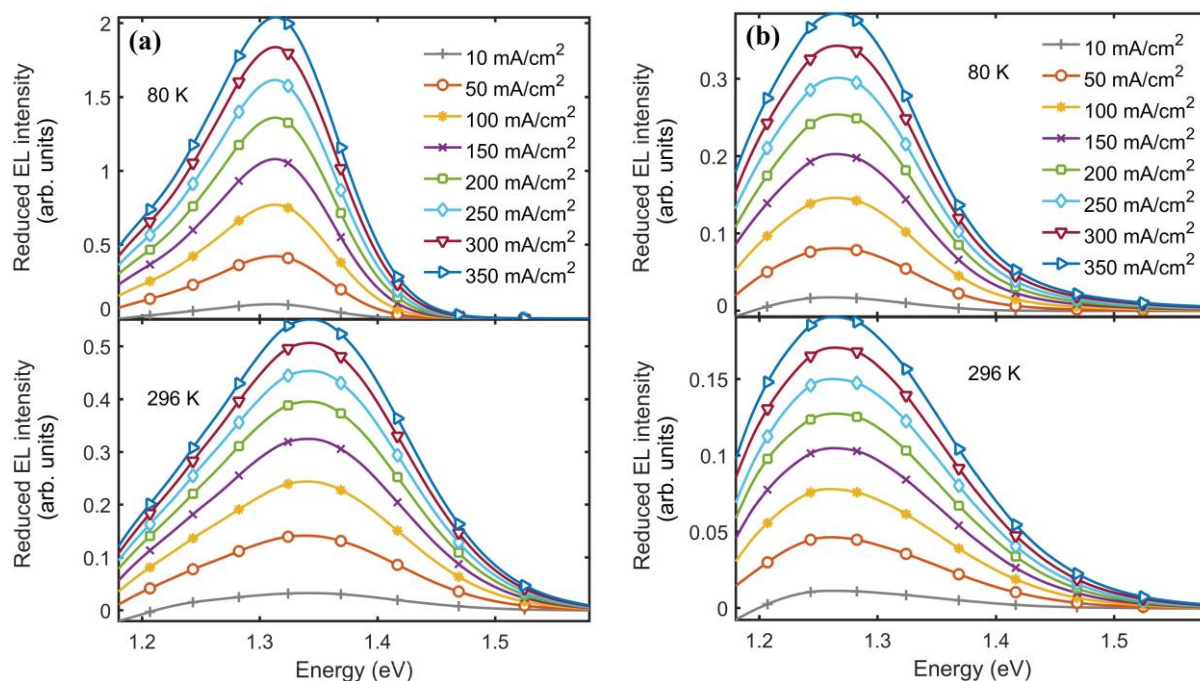 (a)
80 K
10 mA/cm²
50 mA/cm²
100 mA/cm²
150 mA/cm²
200 mA/cm²
250 mA/cm²
300 mA/cm²
350 mA/cm²
Reduced EL intensity
(arb. units)
2
1.5
1
0.5
0
296 K
Reduced EL intensity
(arb. units)
0.5
0.4
0.3
0.2
0.1
0
1.2 1.3 1.4 1.5
Energy (eV)
(b)
80 K
10 mA/cm²
50 mA/cm²
100 mA/cm²
150 mA/cm²
200 mA/cm²
250 mA/cm²
300 mA/cm²
350 mA/cm²
Reduced EL intensity
(arb. units)
0.3
0.2
0.1
0
296 K
Reduced EL intensity
(arb. units)
0.15
0.1
0.05
0
1.2 1.3 1.4 1.5
Energy (eV)